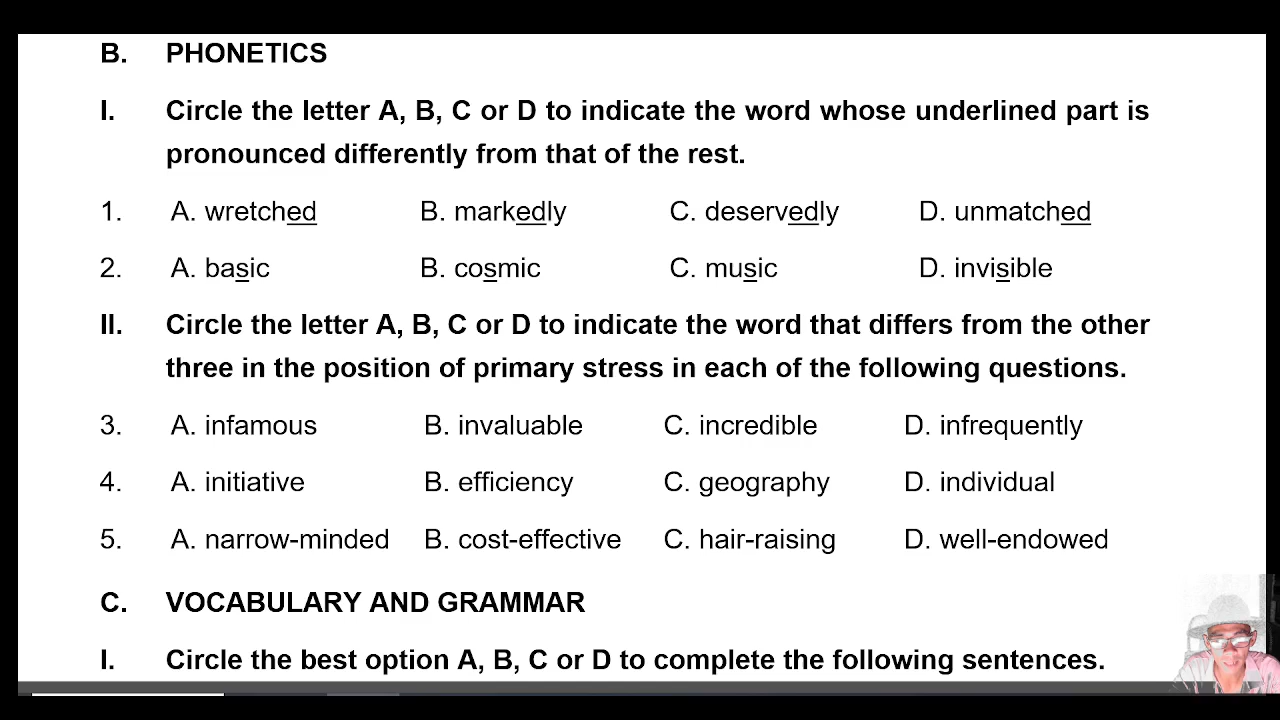 B. PHONETICS
I. Circle the letter A, B, C or D to indicate the word whose underlined part is
pronounced differently from that of the rest.
1. A. wretched B. markedly C. deservedly D. unmatched
2. A. basic B. cosmic C. music D. invisible
II. Circle the letter A, B, C or D to indicate the word that differs from the other
three in the position of primary stress in each of the following questions.
3. A. infamous B. invaluable C. incredible D. infrequently
4. A. initiative B. efficiency C. geography D. individual
5. A. narrow-minded B. cost-effective C. hair-raising D. well-endowed
C. VOCABULARY AND GRAMMAR
I. Circle the best option A, B, C or D to complete the following sentences.